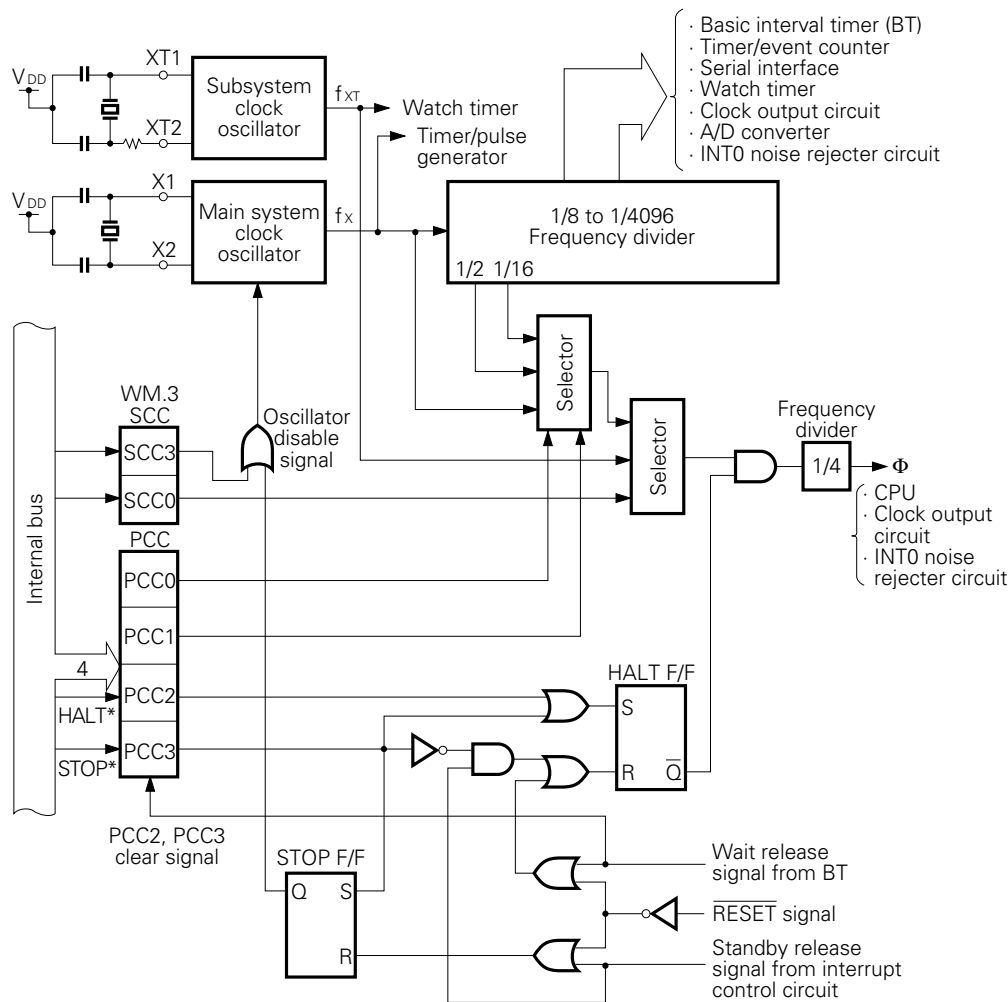 · Basic interval timer (BT)
· Timer/event counter
· Serial interface
· Watch timer
· Clock output circuit
· A/D converter
· INT0 noise rejecter circuit
XT1
VDD
XT2
Subsystem
clock
oscillator
fXT
Watch timer
Timer/pulse
generator
X1
VDD
X2
Main system
clock
oscillator
fX
1/8 to 1/4096
Frequency divider
1/2 1/16
Selector
WM.3
SCC
SCC3
SCC0
Oscillator
disable
signal
Selector
Frequency
divider
1/4
Φ
· CPU
· Clock output
circuit
· INT0 noise
rejecter circuit
Internal bus
PCC
PCC0
PCC1
PCC2
PCC3
4
HALT*
STOP*
HALT F/F
S
R Q̅
PCC2, PCC3
clear signal
STOP F/F
Q S
R
Wait release
signal from BT
R̅E̅S̅E̅T̅ signal
Standby release
signal from interrupt
control circuit